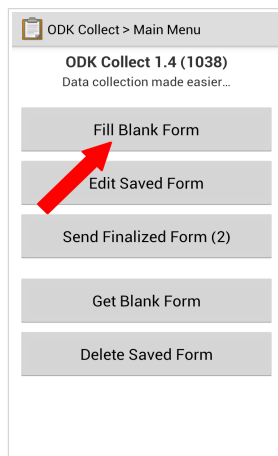 ODK Collect > Main Menu
ODK Collect 1.4 (1038)
Data collection made easier...
Fill Blank Form
Edit Saved Form
Send Finalized Form (2)
Get Blank Form
Delete Saved Form